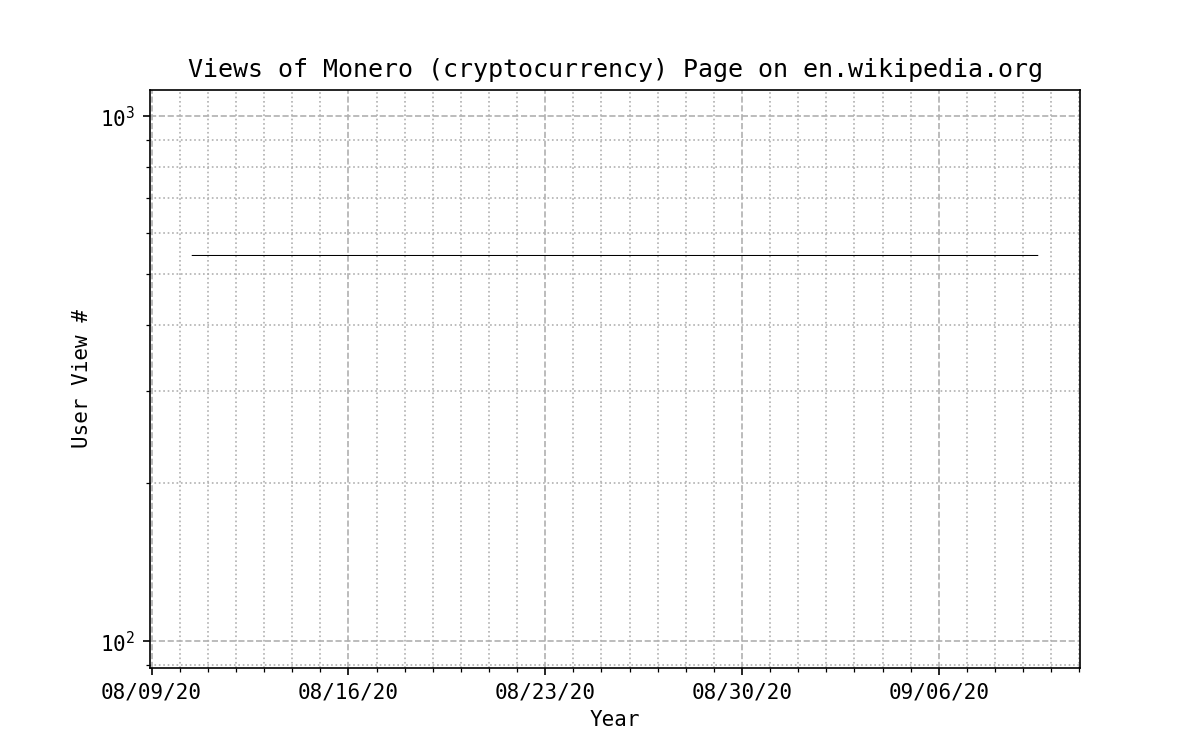 Views of Monero (cryptocurrency) Page on en.wikipedia.org
10³
User View #
10²
08/09/20 08/16/20 08/23/20 08/30/20 09/06/20
Year